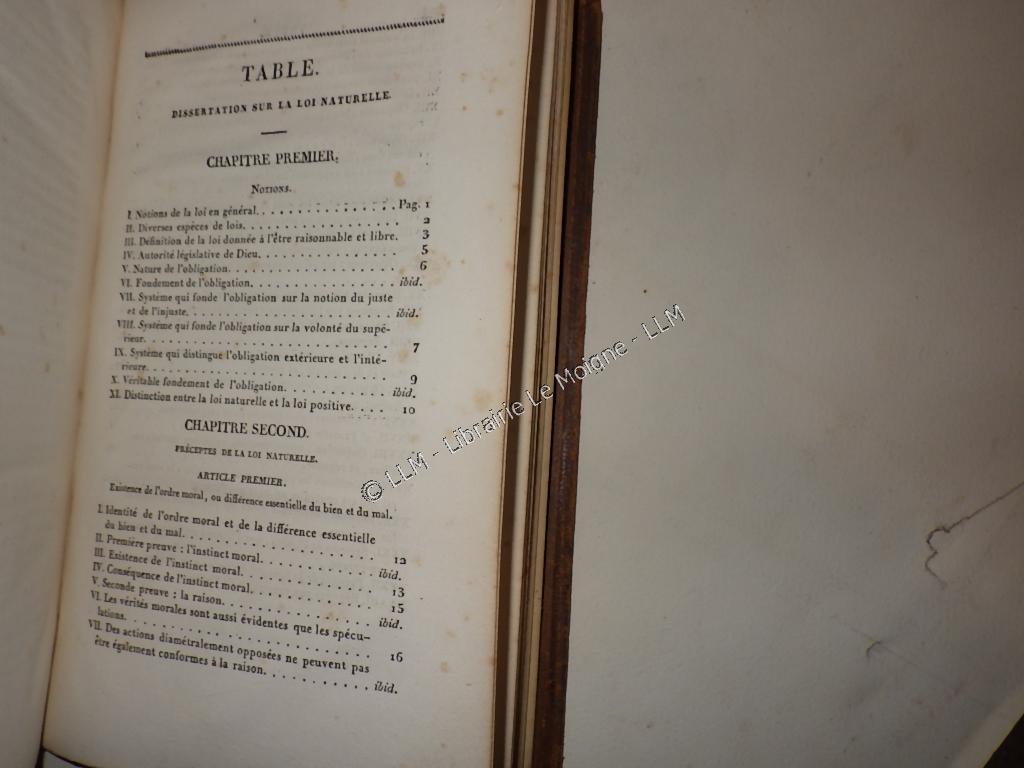 TABLE.
DISSERTATION SUR LA LOI NATURELLE.
CHAPITRE PREMIER.
NOTIONS.
I. Notions de la loi en général. . . . . . . . . . . . . . . Pag. 1
II. Diverses espèces de lois. . . . . . . . . . . . . . . . . 2
III. Définition de la loi donnée à l'être raisonnable et libre. 3
IV. Autorité législative de Dieu. . . . . . . . . . . . . . . 5
V. Nature de l'obligation. . . . . . . . . . . . . . . . . . 6
VI. Fondement de l'obligation. . . . . . . . . . . . . . . . ibid.
VII. Système qui fonde l'obligation sur la notion du juste
et de l'injuste. . . . . . . . . . . . . . . . . . . . . . ibid.
VIII. Système qui fonde l'obligation sur la volonté du supé-
rieur. . . . . . . . . . . . . . . . . . . . . . . . . . 7
IX. Système qui distingue l'obligation extérieure et l'inté-
rieure. . . . . . . . . . . . . . . . . . . . . . . . . . 9
X. Véritable fondement de l'obligation. . . . . . . . . . . ibid.
XI. Distinction entre la loi naturelle et la loi positive. . . . 10
CHAPITRE SECOND.
PRÉCEPTES DE LA LOI NATURELLE.
ARTICLE PREMIER.
Existence de l'ordre moral, ou différence essentielle du bien et du mal.
I. Identité de l'ordre moral et de la différence essentielle
du bien et du mal. . . . . . . . . . . . . . . . . . . . 12
II. Première preuve : l'instinct moral. . . . . . . . . . . . ibid.
III. Existence de l'instinct moral. . . . . . . . . . . . . . 13
IV. Conséquence de l'instinct moral. . . . . . . . . . . . . 15
V. Seconde preuve : la raison. . . . . . . . . . . . . . . . ibid.
VI. Les vérités morales sont aussi évidentes que les spécu-
lations. . . . . . . . . . . . . . . . . . . . . . . . . 16
VII. Des actions diamétralement opposées ne peuvent pas
être également conformes à la raison. . . . . . . . . . . ibid.
© LLM - Librairie Le Moigne - LLM